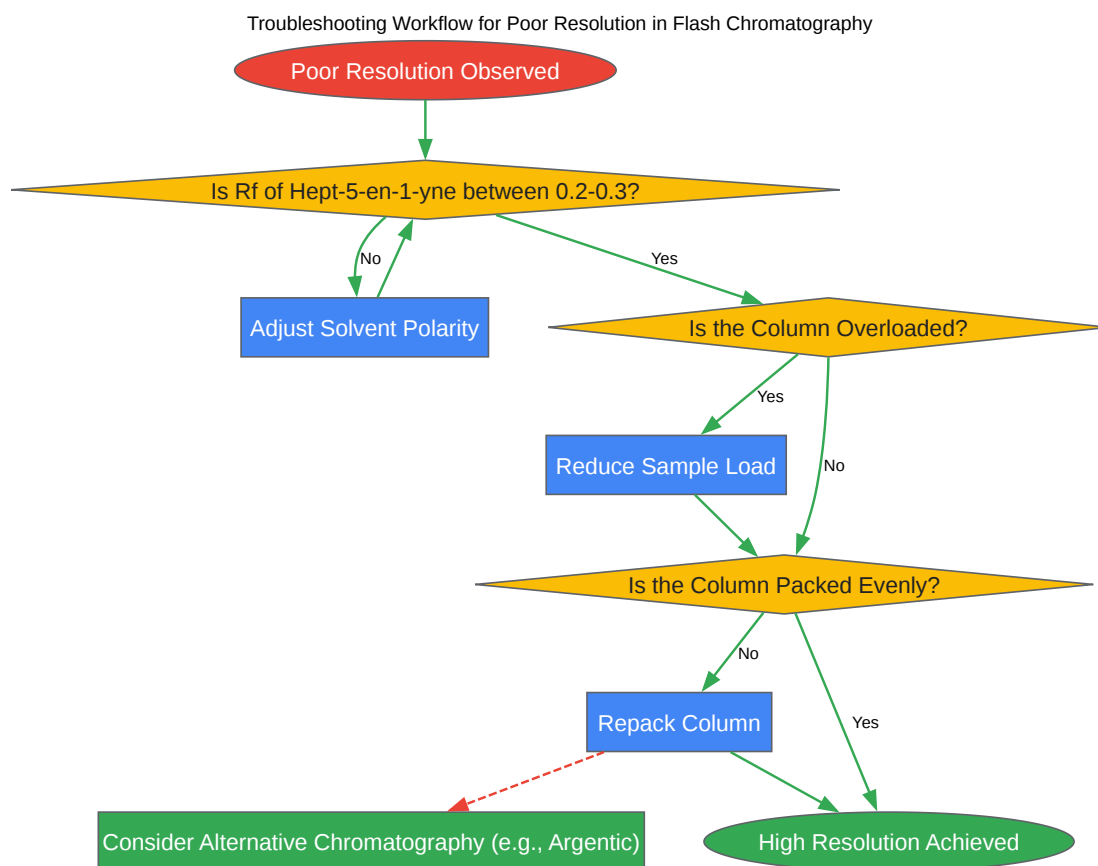 Troubleshooting Workflow for Poor Resolution in Flash Chromatography
Poor Resolution Observed
Is Rf of Hept-5-en-1-yne between 0.2-0.3?
No
Yes
Adjust Solvent Polarity
Is the Column Overloaded?
Yes
Reduce Sample Load
No
Is the Column Packed Evenly?
No
Repack Column
Yes
Consider Alternative Chromatography (e.g., Argentic)
High Resolution Achieved